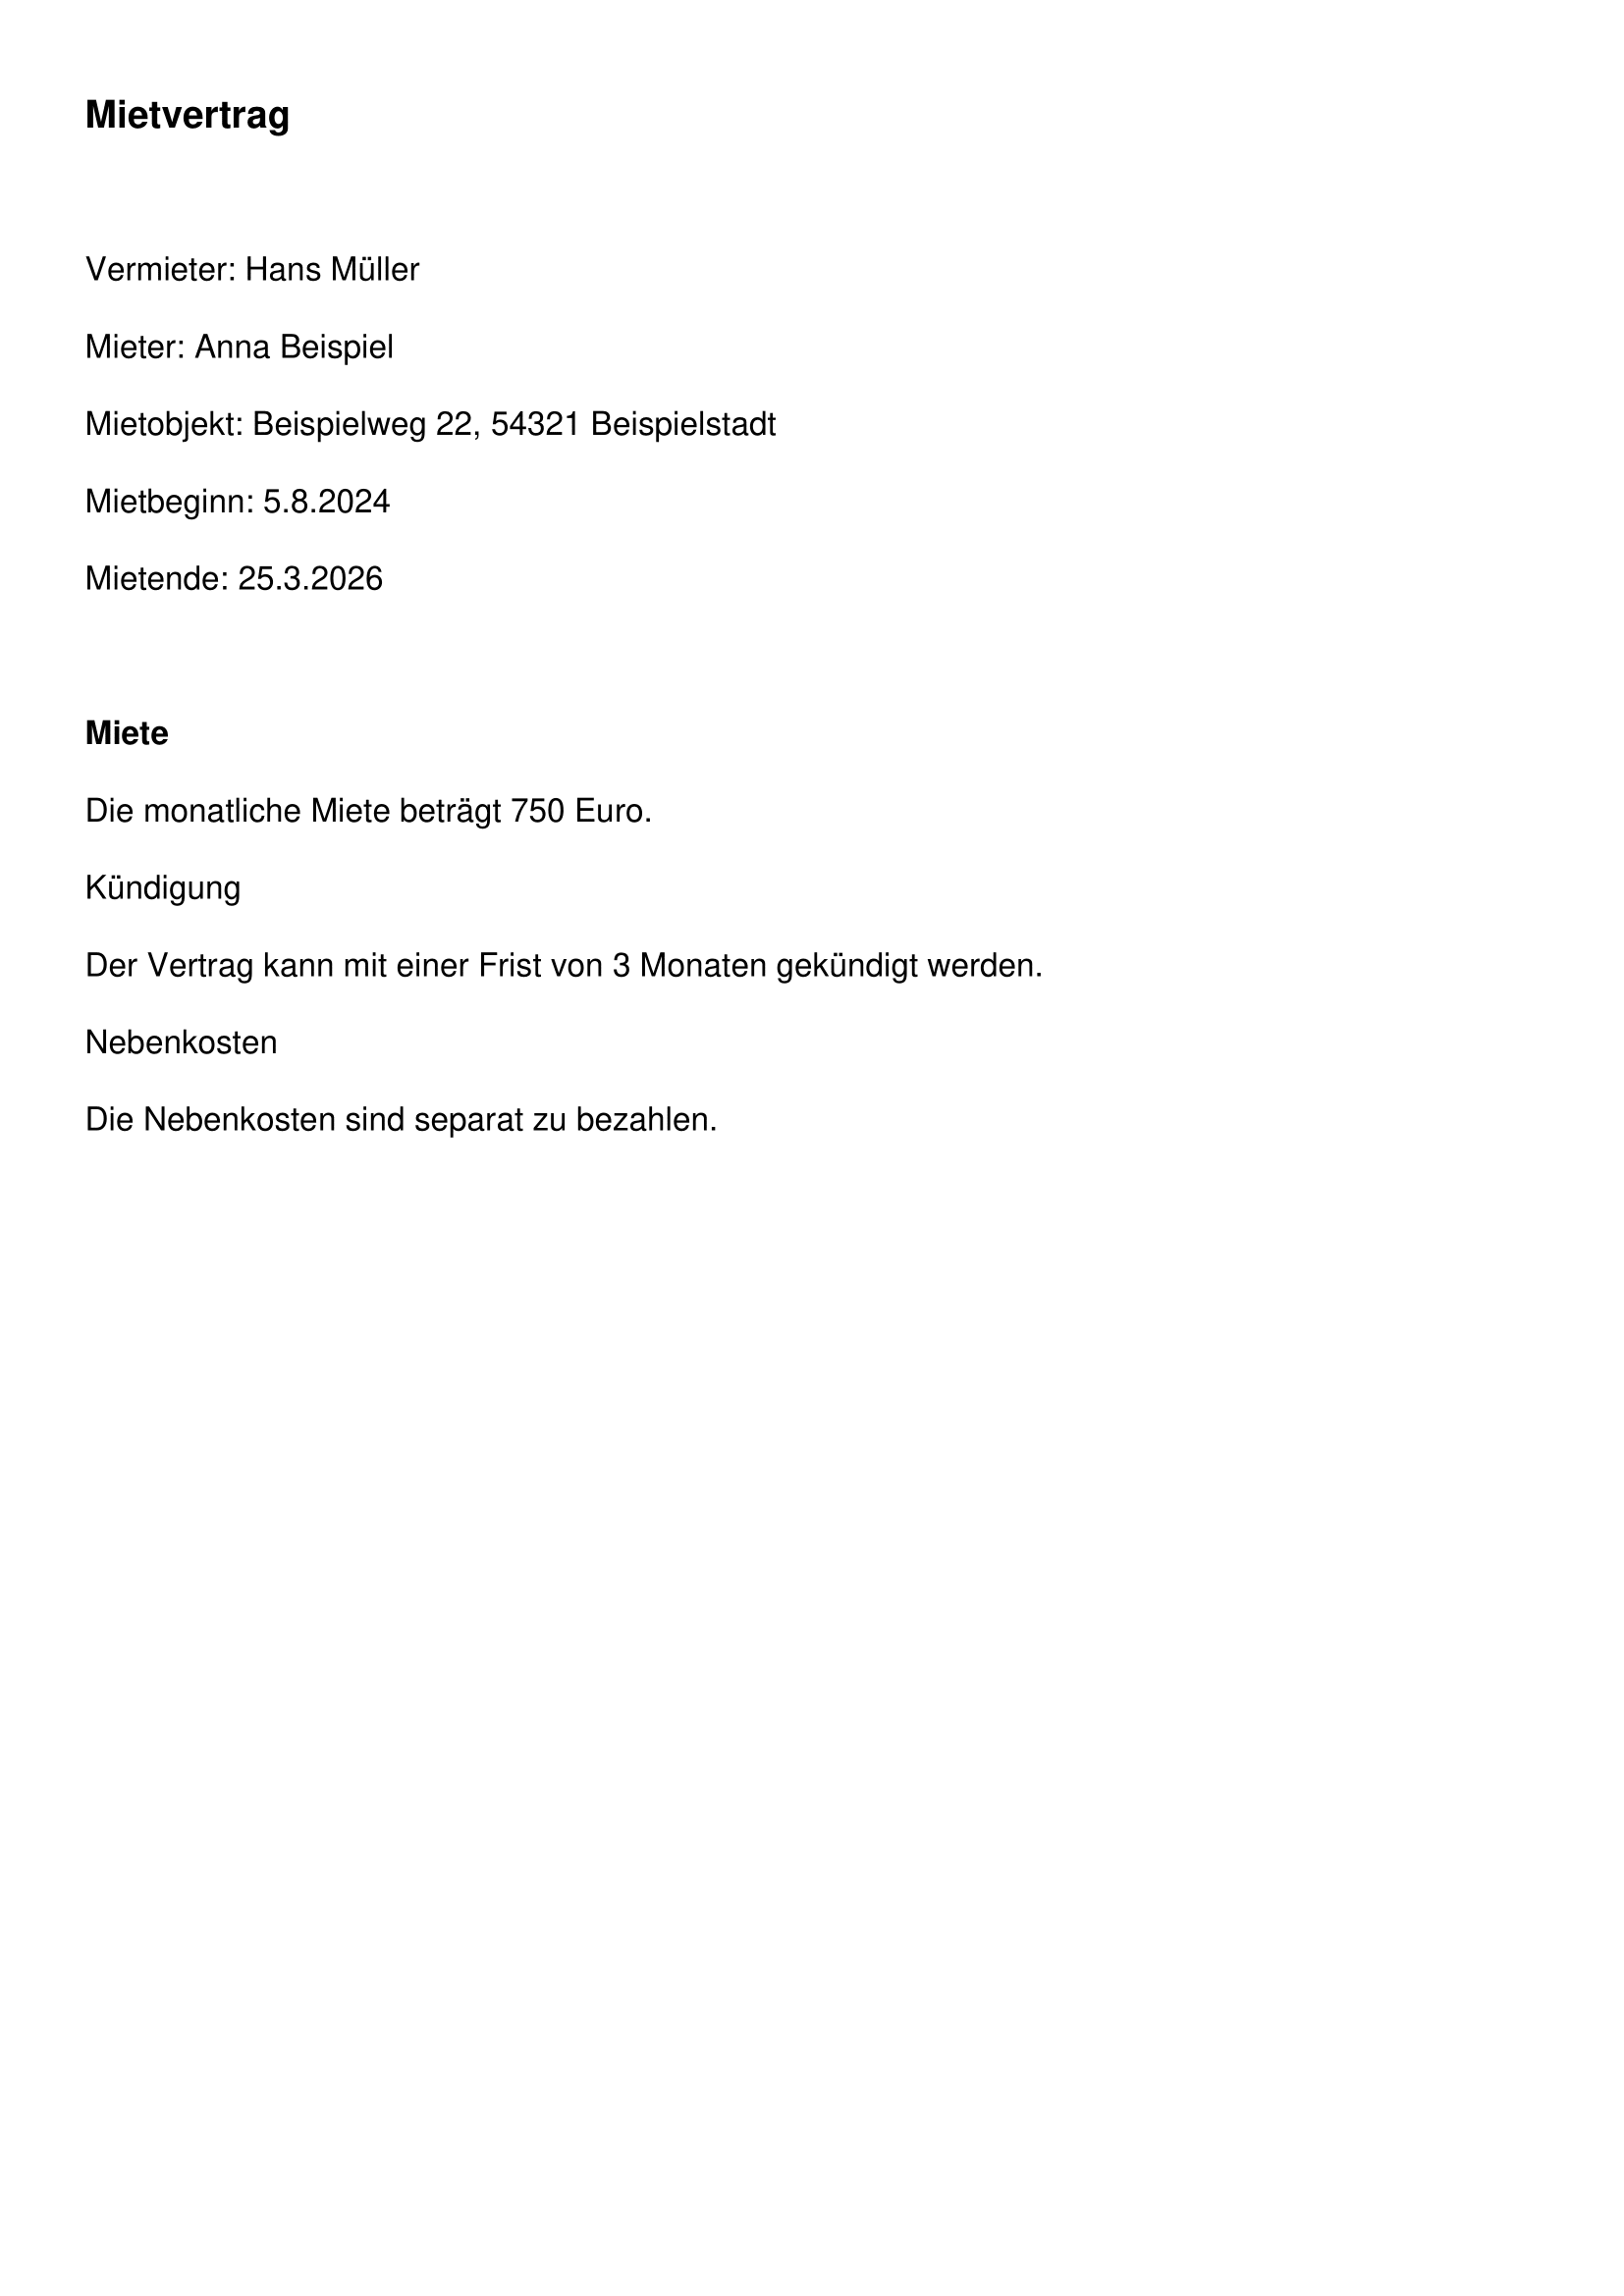 Mietvertrag
Vermieter: Hans Müller
Mieter: Anna Beispiel
Mietobjekt: Beispielweg 22, 54321 Beispielstadt
Mietbeginn: 5.8.2024
Mietende: 25.3.2026
Miete
Die monatliche Miete beträgt 750 Euro.
Kündigung
Der Vertrag kann mit einer Frist von 3 Monaten gekündigt werden.
Nebenkosten
Die Nebenkosten sind separat zu bezahlen.